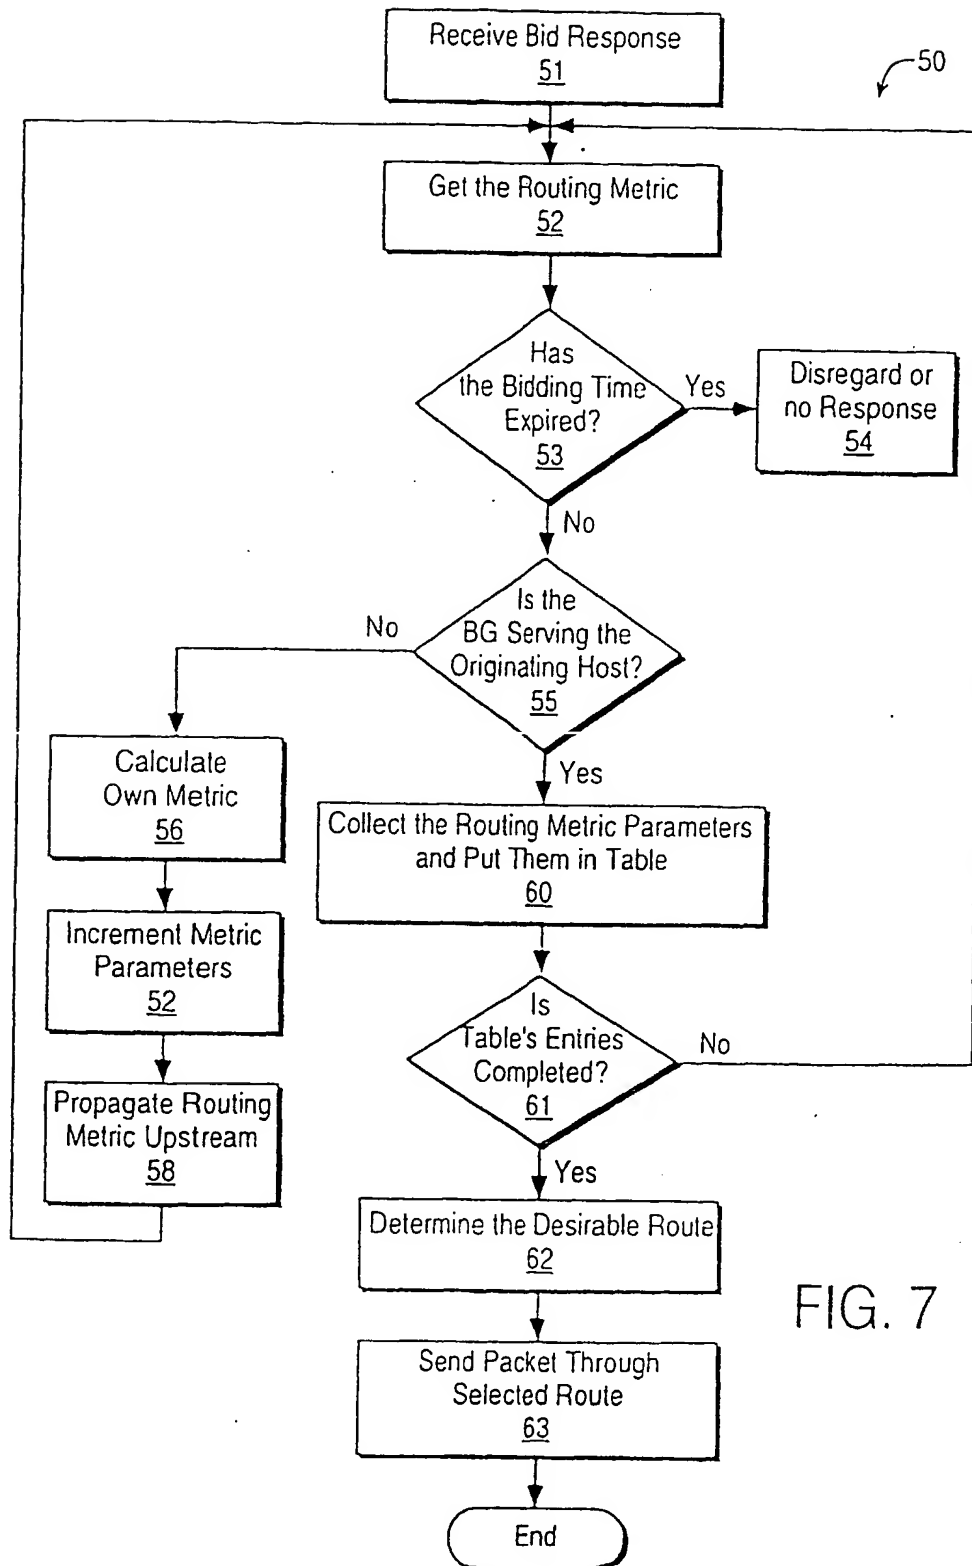 Receive Bid Response
51
50
Get the Routing Metric
52
Has
the Bidding Time
Expired?
53
Yes
Disregard or
no Response
54
No
Is the
BG Serving the
Originating Host?
55
No
Yes
Calculate
Own Metric
56
Collect the Routing Metric Parameters
and Put Them in Table
60
Increment Metric
Parameters
52
Is
Table's Entries
Completed?
61
No
Propagate Routing
Metric Upstream
58
Yes
Determine the Desirable Route
62
FIG. 7
Send Packet Through
Selected Route
63
End